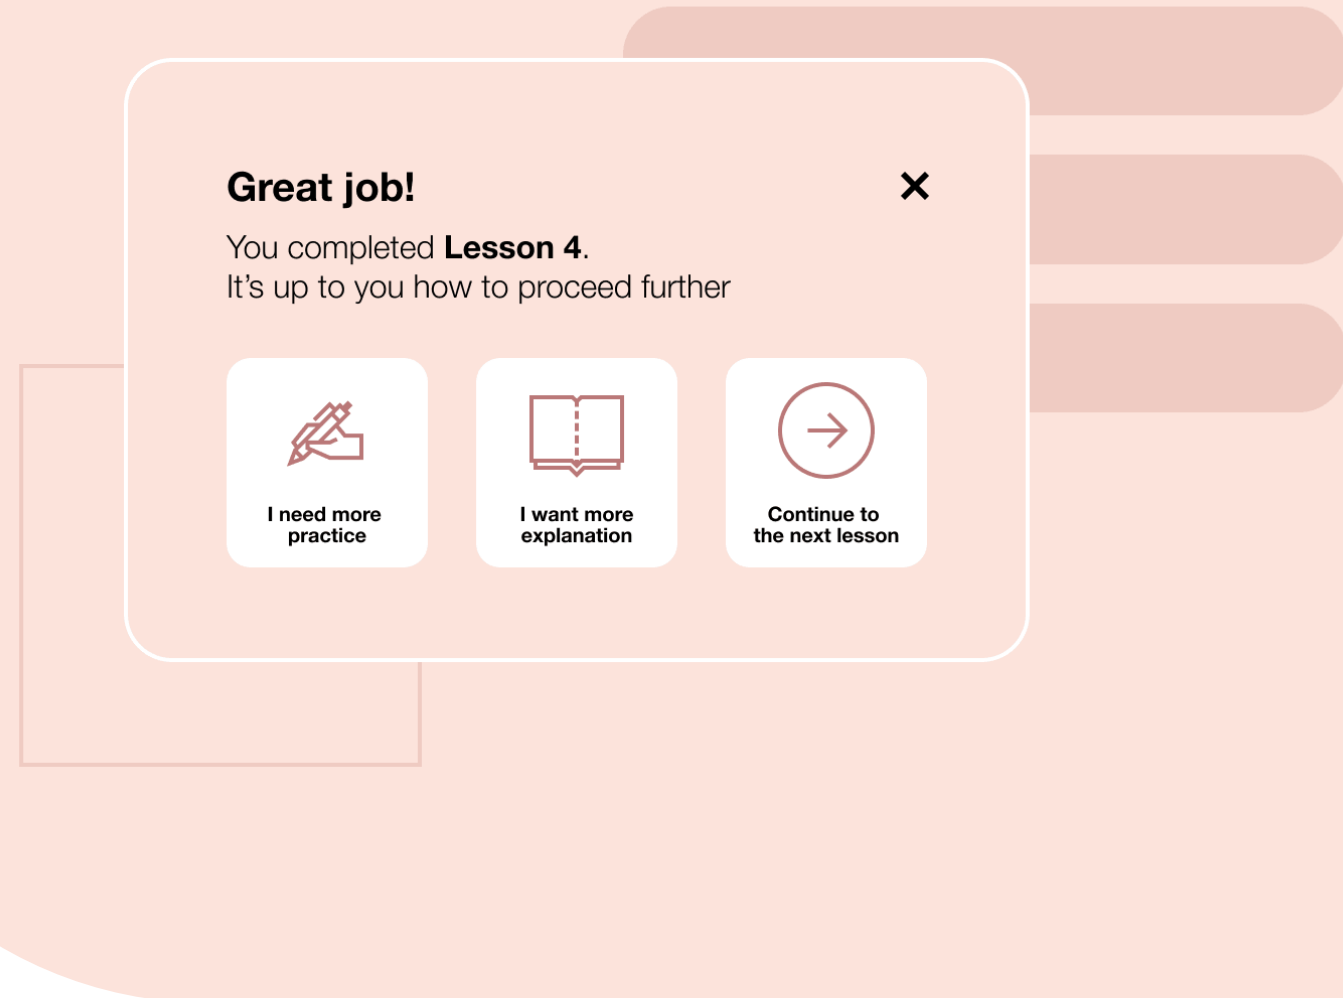 Great job!
You completed Lesson 4.
It’s up to you how to proceed further
I need more
practice
I want more
explanation
Continue to
the next lesson